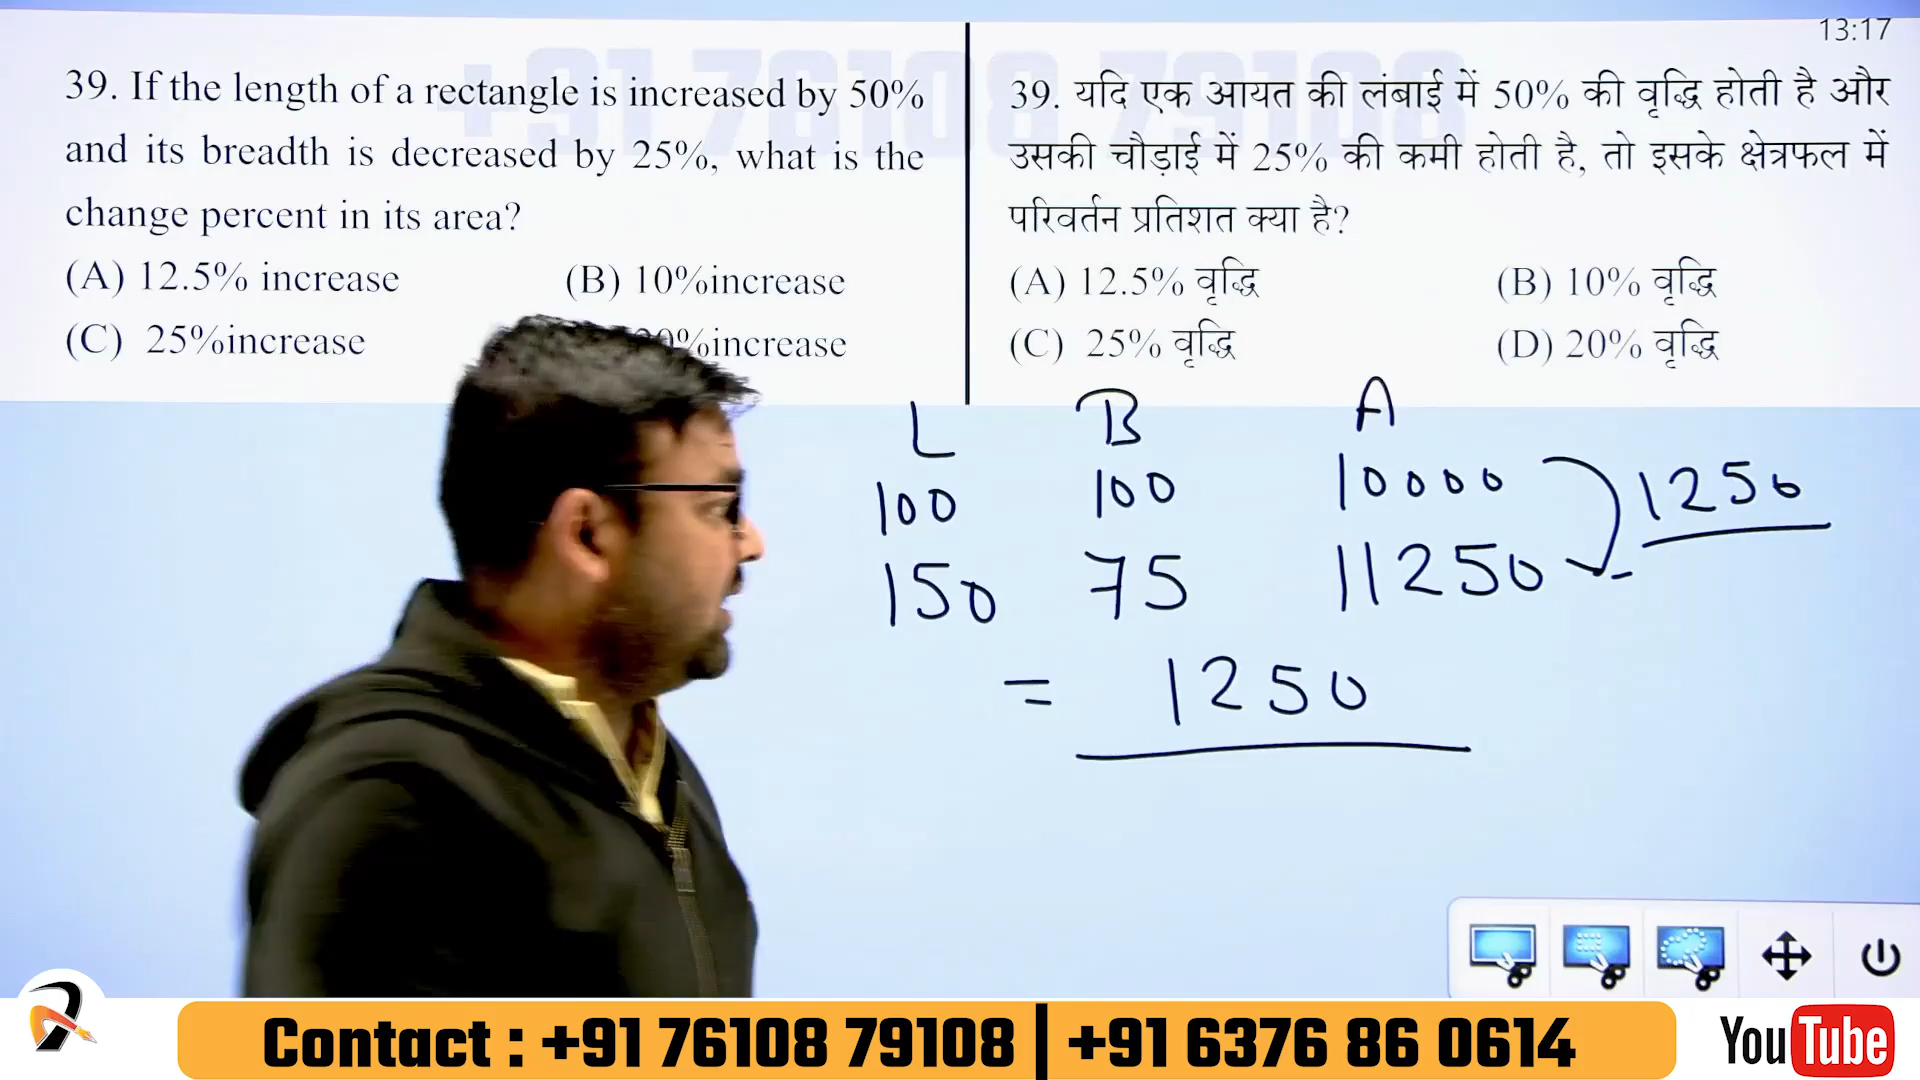 13:17
39. If the length of a rectangle is increased by 50%
and its breadth is decreased by 25%, what is the
change percent in its area?
(A) 12.5% increase (B) 10%increase
(C) 25%increase %increase
39. यदि एक आयत की लंबाई में 50% की वृद्धि होती है और
उसकी चौड़ाई में 25% की कमी होती है, तो इसके क्षेत्रफल में
परिवर्तन प्रतिशत क्या है?
(A) 12.5% वृद्धि (B) 10% वृद्धि
(C) 25% वृद्धि (D) 20% वृद्धि
+91 76108 79108
L B A
100 100 10000 1250
150 75 11250
= 1250
Contact : +91 76108 79108 | +91 6376 86 0614
YouTube